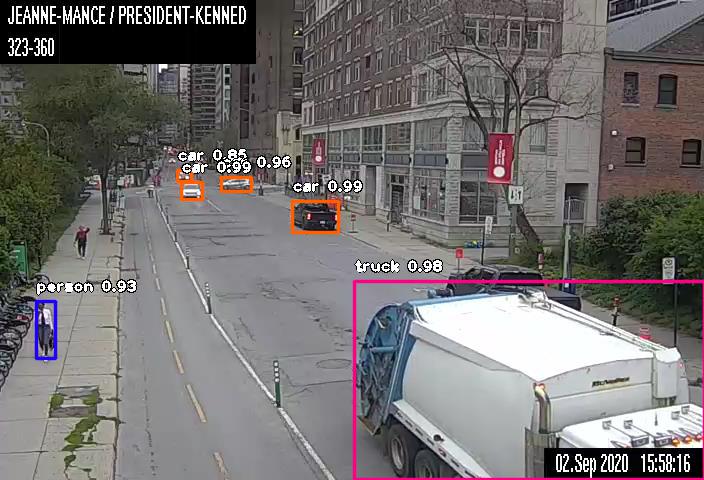 JEANNE-MANCE / PRESIDENT-KENNED
323-360
car 0.85
car 0.99
0.96
car 0.99
person 0.93
truck 0.98
02.Sep 2020 15:58:16